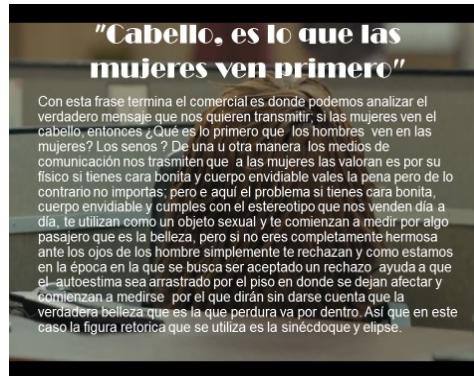 "Cabello, es lo que las
mujeres ven primero"
Con esta frase termina el comercial es donde podemos analizar el
verdadero mensaje que nos quieren transmitir; si las mujeres ven el
cabello, entonces ¿Qué es lo primero que  los hombres  ven en las
mujeres? Los senos ? De una u otra manera  los medios de
comunicación nos trasmiten que  a las mujeres las valoran es por su
físico si tienes cara bonita y cuerpo envidiable vales la pena pero de lo
contrario no importas; pero e aquí el problema si tienes cara bonita,
cuerpo envidiable y cumples con el estereotipo que nos venden día a
día, te utilizan como un objeto sexual y te comienzan a medir por algo
pasajero que es la belleza, pero si no eres completamente hermosa
ante los ojos de los hombre simplemente te rechazan y como estamos
en la época en la que se busca ser aceptado un rechazo  ayuda a que
el  autoestima sea arrastrado por el piso en donde se dejan afectar y
comienzan a medirse  por el que dirán sin darse cuenta que la
verdadera belleza que es la que perdura va por dentro. Así que en este
caso la figura retorica que se utiliza es la sinécdoque y elipse.